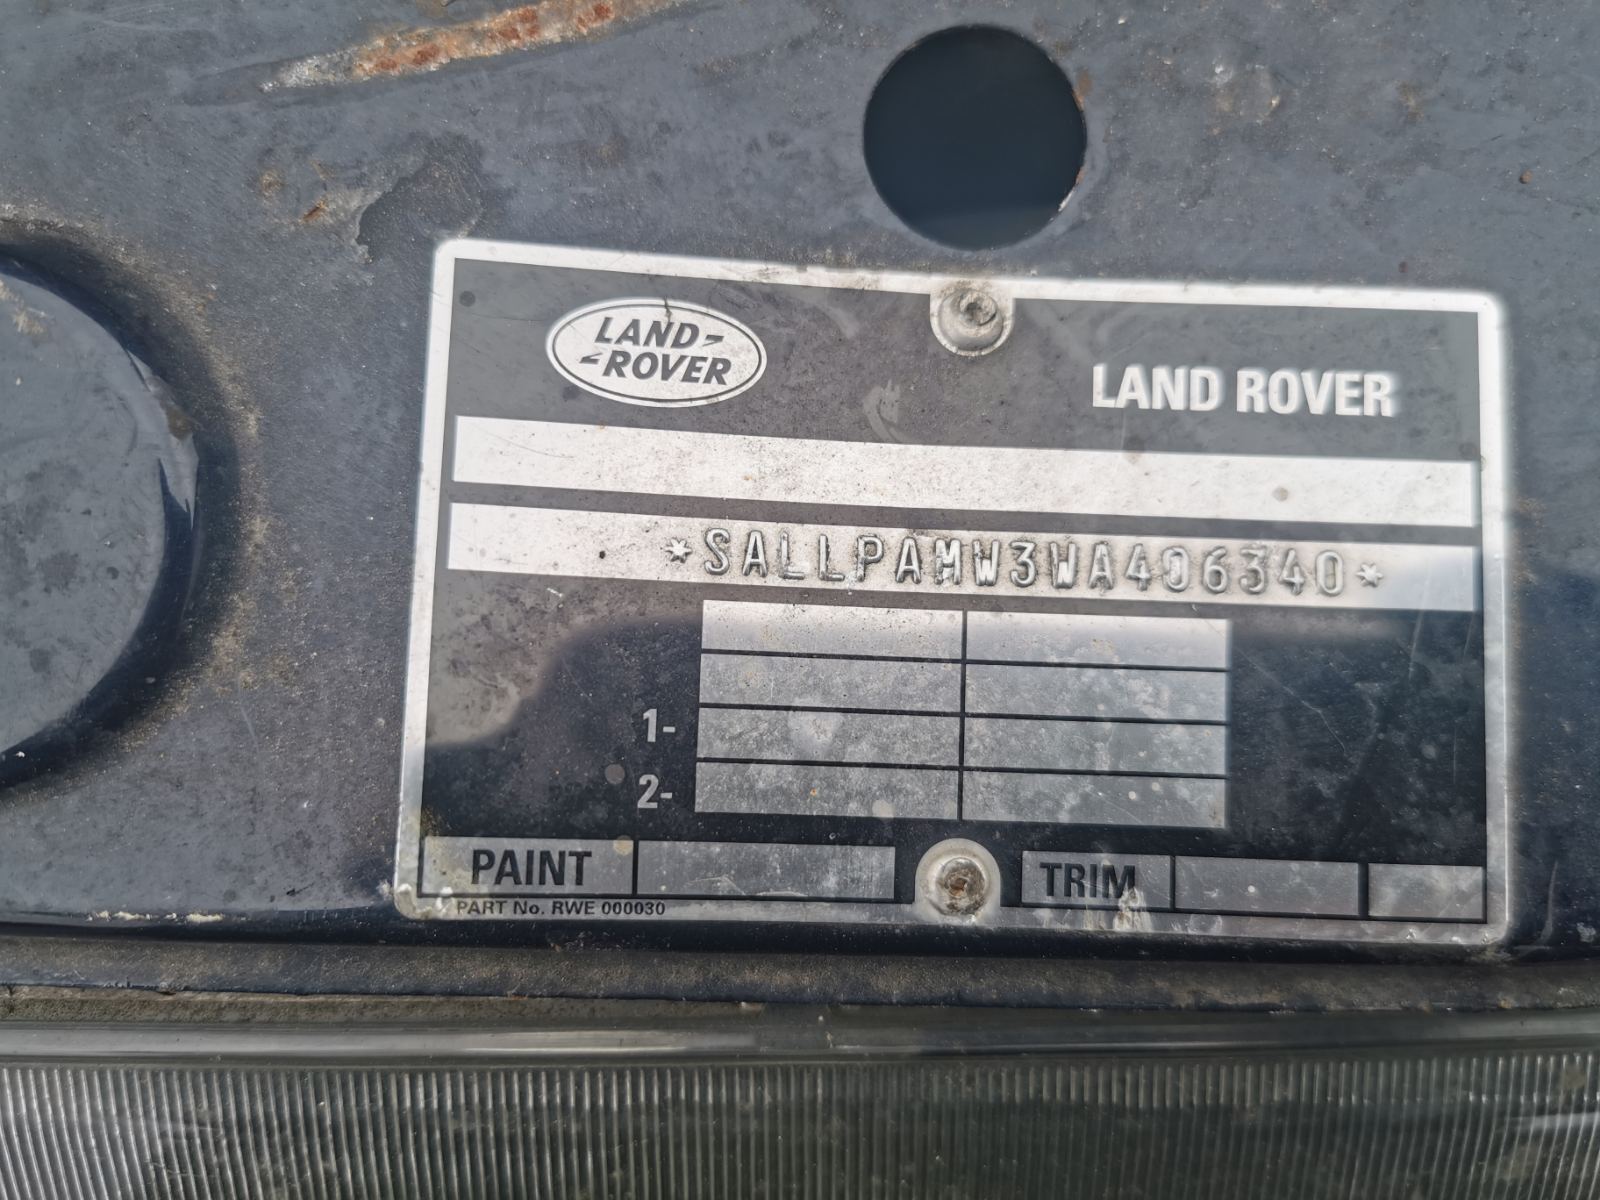 LAND-
-ROVER
LAND ROVER
*SALLPAMW3WA406340*
1-
2-
PAINT
TRIM
PART No. RWE 000030